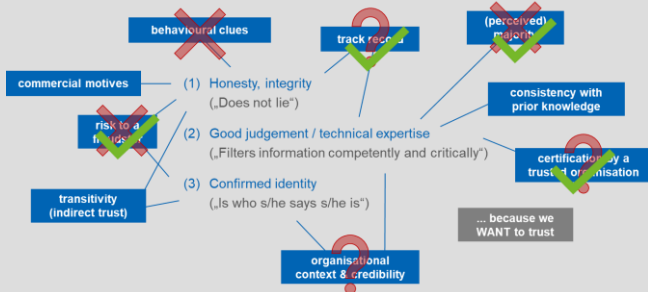 behavioural clues
track record
(perceived)
majority
commercial motives
(1) Honesty, integrity
(„Does not lie“)
consistency with
prior knowledge
risk to a
fraudster
(2) Good judgement / technical expertise
(„Filters information competently and critically“)
certification by a
trusted organisation
(3) Confirmed identity
(„Is who s/he says s/he is“)
transitivity
(indirect trust)
... because we
WANT to trust
organisational
context & credibility